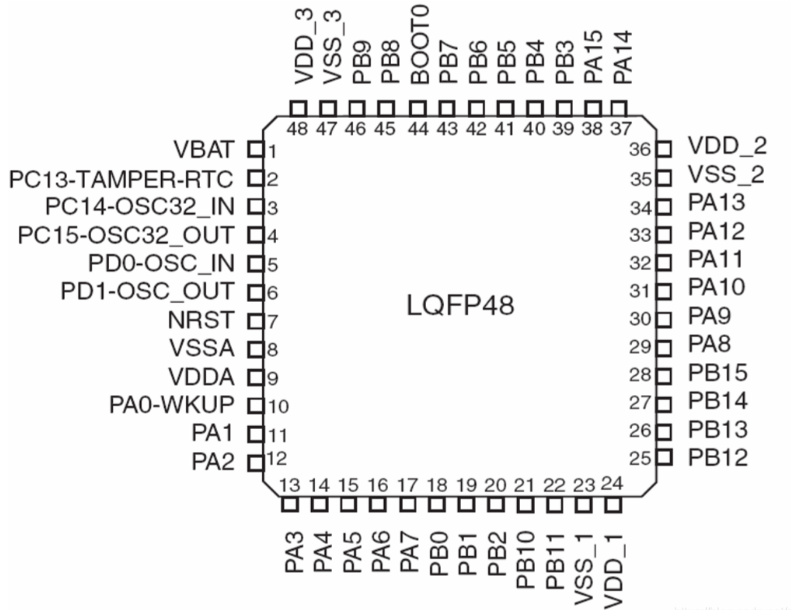 VDD_3 VSS_3 PB9 PB8 BOOT0 PB7 PB6 PB5 PB4 PB3 PA15 PA14
48 47 46 45 44 43 42 41 40 39 38 37
VBAT 1
PC13-TAMPER-RTC 2
PC14-OSC32_IN 3
PC15-OSC32_OUT 4
PD0-OSC_IN 5
PD1-OSC_OUT 6
NRST 7
VSSA 8
VDDA 9
PA0-WKUP 10
PA1 11
PA2 12
LQFP48
36 VDD_2
35 VSS_2
34 PA13
33 PA12
32 PA11
31 PA10
30 PA9
29 PA8
28 PB15
27 PB14
26 PB13
25 PB12
13 14 15 16 17 18 19 20 21 22 23 24
PA3 PA4 PA5 PA6 PA7 PB0 PB1 PB2 PB10 PB11 VSS_1 VDD_1